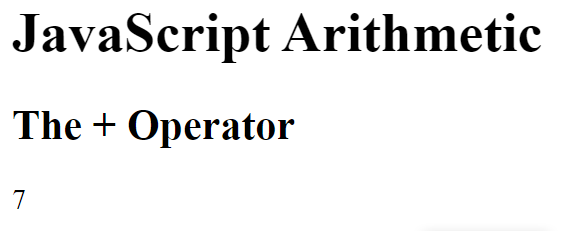 JavaScript Arithmetic
The + Operator
7